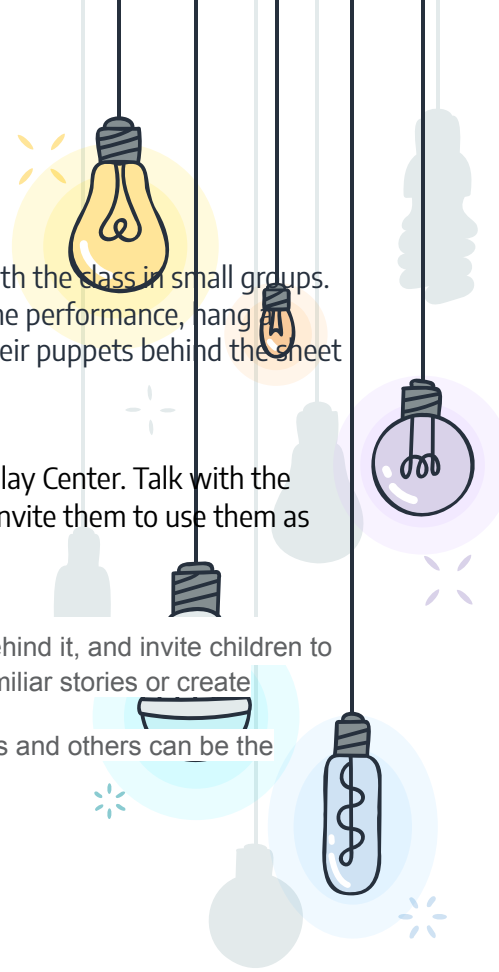 th the class in small groups.
ne performance, hang a
eir puppets behind the sheet
lay Center. Talk with the
nvite them to use them as
ehind it, and invite children to
miliar stories or create
s and others can be the